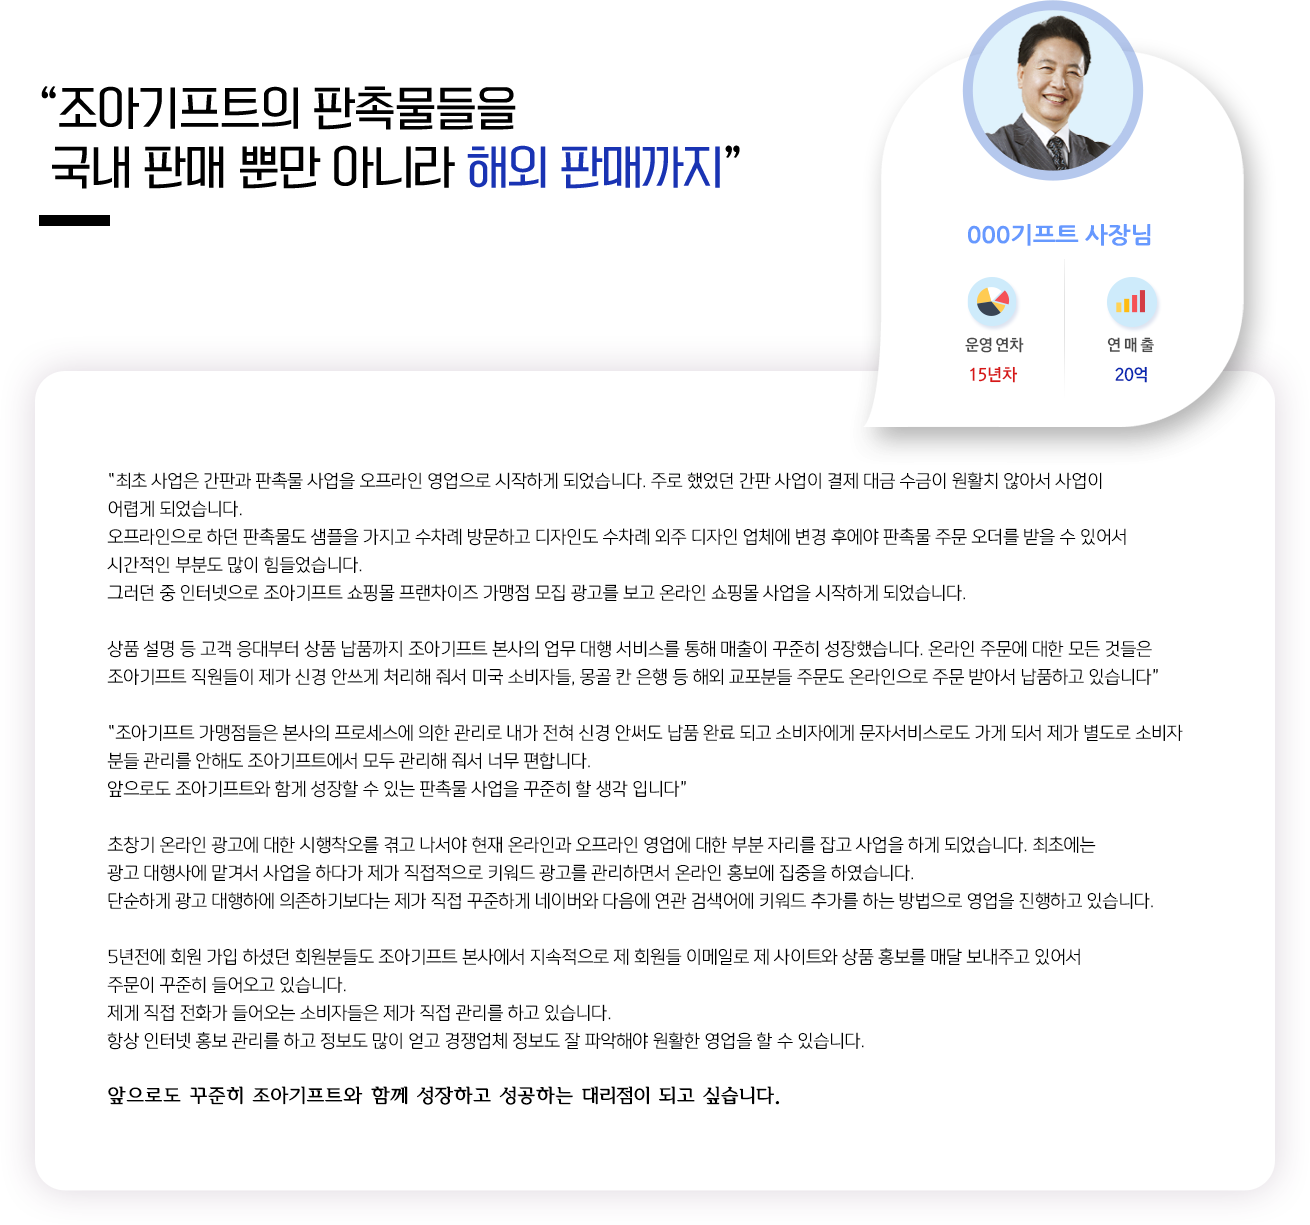 “조아기프트의 판촉물들을
국내 판매 뿐만 아니라 해외 판매까지”
000기프트 사장님
운영 연차
15년차
연 매 출
20억
“최초 사업은 간판과 판촉물 사업을 오프라인 영업으로 시작하게 되었습니다. 주로 했었던 간판 사업이 결제 대금 수금이 원활치 않아서 사업이
어렵게 되었습니다.
오프라인으로 하던 판촉물도 샘플을 가지고 수차례 방문하고 디자인도 수차례 외주 디자인 업체에 변경 후에야 판촉물 주문 오더를 받을 수 있어서
시간적인 부분도 많이 힘들었습니다.
그러던 중 인터넷으로 조아기프트 쇼핑몰 프랜차이즈 가맹점 모집 광고를 보고 온라인 쇼핑몰 사업을 시작하게 되었습니다.
상품 설명 등 고객 응대부터 상품 납품까지 조아기프트 본사의 업무 대행 서비스를 통해 매출이 꾸준히 성장했습니다. 온라인 주문에 대한 모든 것들은
조아기프트 직원들이 제가 신경 안쓰게 처리해 줘서 미국 소비자들, 몽골 칸 은행 등 해외 교포분들 주문도 온라인으로 주문 받아서 납품하고 있습니다”
“조아기프트 가맹점들은 본사의 프로세스에 의한 관리로 내가 전혀 신경 안써도 납품 완료 되고 소비자에게 문자서비스로도 가게 되서 제가 별도로 소비자
분들 관리를 안해도 조아기프트에서 모두 관리해 줘서 너무 편합니다.
앞으로도 조아기프트와 함게 성장할 수 있는 판촉물 사업을 꾸준히 할 생각 입니다”
초창기 온라인 광고에 대한 시행착오를 겪고 나서야 현재 온라인과 오프라인 영업에 대한 부분 자리를 잡고 사업을 하게 되었습니다. 최초에는
광고 대행사에 맡겨서 사업을 하다가 제가 직접적으로 키워드 광고를 관리하면서 온라인 홍보에 집중을 하였습니다.
단순하게 광고 대행하에 의존하기보다는 제가 직접 꾸준하게 네이버와 다음에 연관 검색어에 키워드 추가를 하는 방법으로 영업을 진행하고 있습니다.
5년전에 회원 가입 하셨던 회원분들도 조아기프트 본사에서 지속적으로 제 회원들 이메일로 제 사이트와 상품 홍보를 매달 보내주고 있어서
주문이 꾸준히 들어오고 있습니다.
제게 직접 전화가 들어오는 소비자들은 제가 직접 관리를 하고 있습니다.
항상 인터넷 홍보 관리를 하고 정보도 많이 얻고 경쟁업체 정보도 잘 파악해야 원활한 영업을 할 수 있습니다.
앞으로도 꾸준히 조아기프트와 함께 성장하고 성공하는 대리점이 되고 싶습니다.